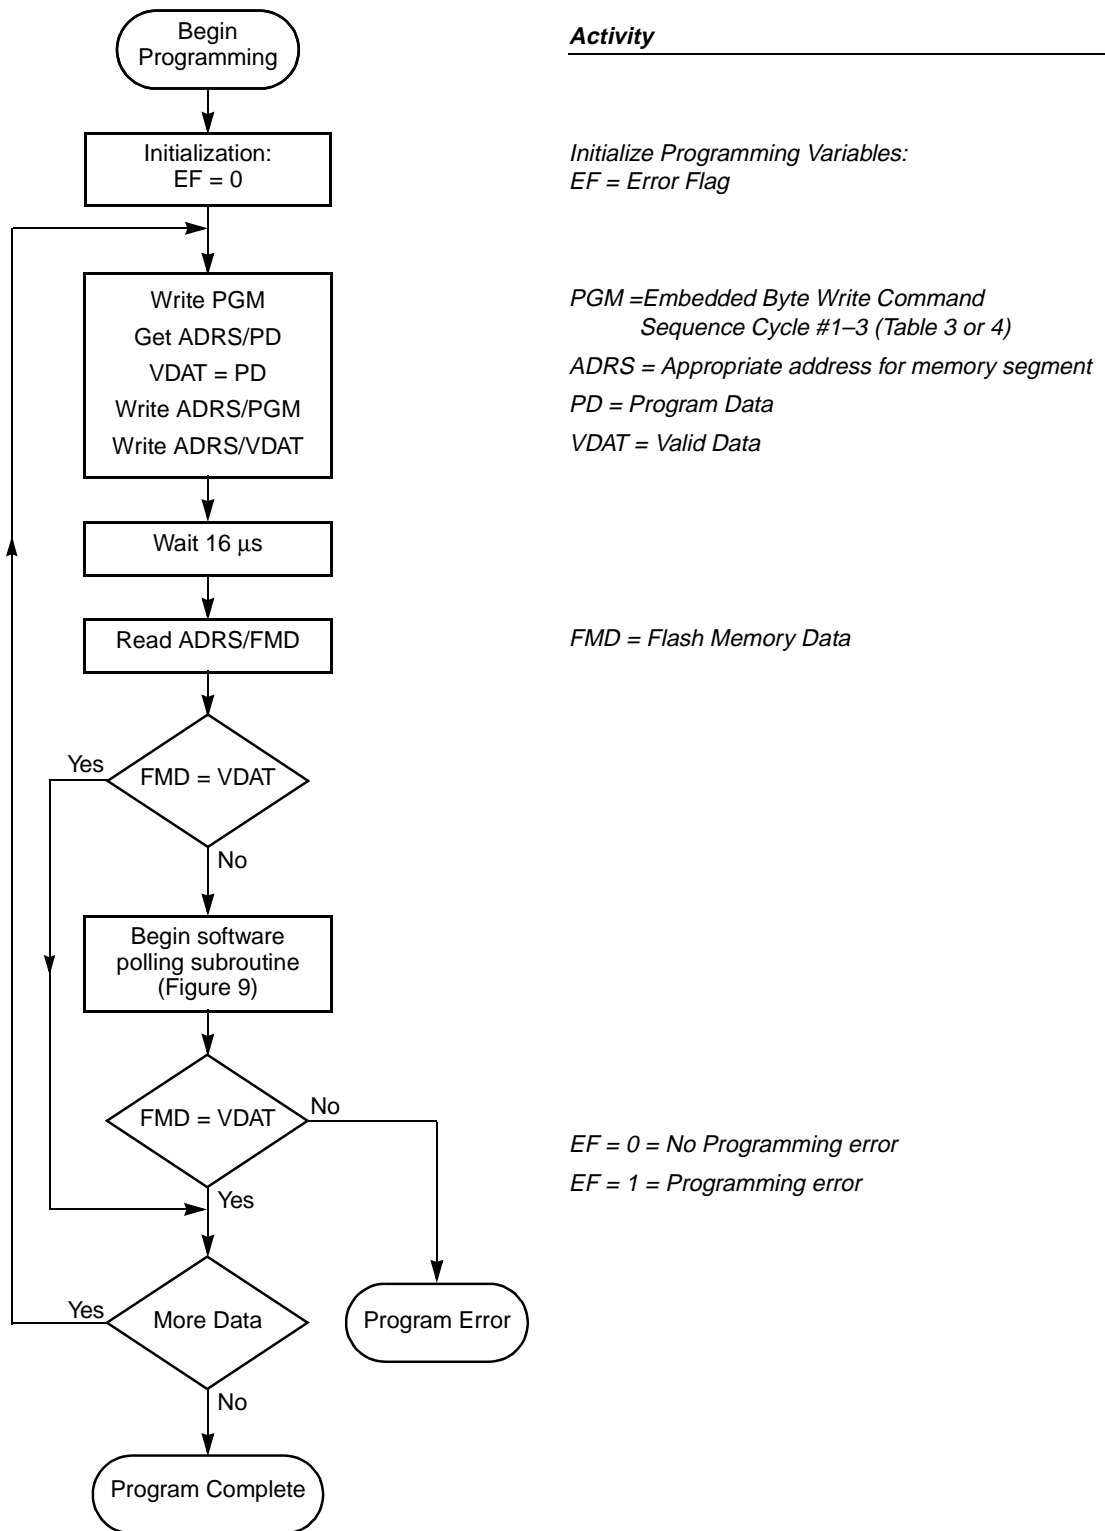 Begin
Programming
Activity
Initialization:
EF = 0
Initialize Programming Variables:
EF = Error Flag
Write PGM
Get ADRS/PD
VDAT = PD
Write ADRS/PGM
Write ADRS/VDAT
PGM =Embedded Byte Write Command
Sequence Cycle #1–3 (Table 3 or 4)
ADRS = Appropriate address for memory segment
PD = Program Data
VDAT = Valid Data
Wait 16 µs
Read ADRS/FMD
FMD = Flash Memory Data
Yes
FMD = VDAT
No
Begin software
polling subroutine
(Figure 9)
FMD = VDAT
No
Yes
EF = 0 = No Programming error
EF = 1 = Programming error
Yes
More Data
Program Error
No
Program Complete